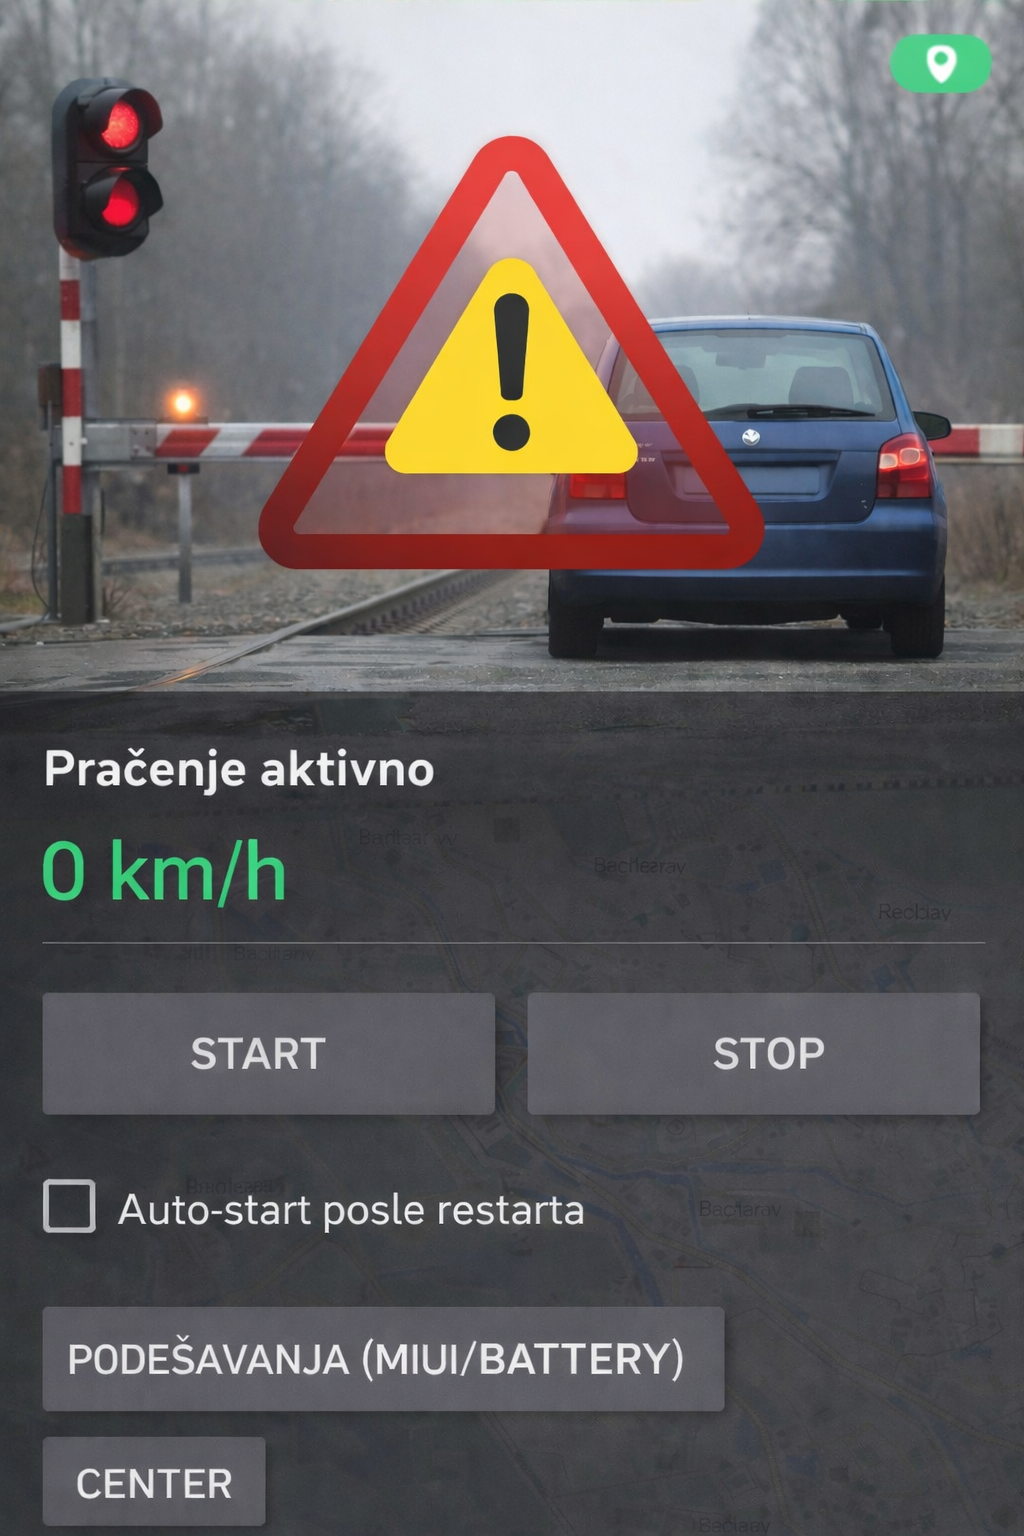 Pračenje aktivno
0 km/h
START
STOP
Auto-start posle restarta
PODEŠAVANJA (MIUI/BATTERY)
CENTER